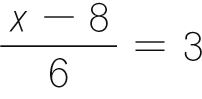 x − 8
6
= 3